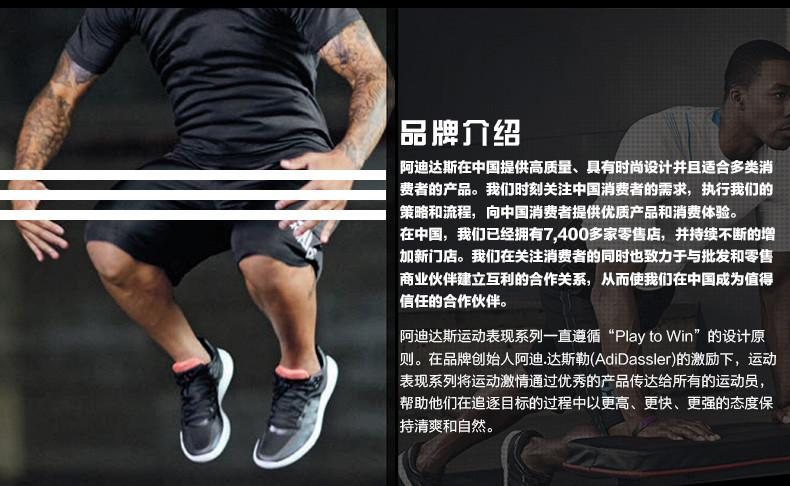 品牌介绍
阿迪达斯在中国提供高质量、具有时尚设计并且适合多类消
费者的产品。我们时刻关注中国消费者的需求，执行我们的
策略和流程，向中国消费者提供优质产品和消费体验。
在中国，我们已经拥有7,400多家零售店，并持续不断的增
加新门店。我们在关注消费者的同时也致力于与批发和零售
商业伙伴建立互利的合作关系，从而使我们在中国成为值得
信任的合作伙伴。
阿迪达斯运动表现系列一直遵循“Play to Win”的设计原
则。在品牌创始人阿迪.达斯勒(AdiDassler)的激励下，运动
表现系列将运动激情通过优秀的产品传达给所有的运动员，
帮助他们在追逐目标的过程中以更高、更快、更强的态度保
持清爽和自然。